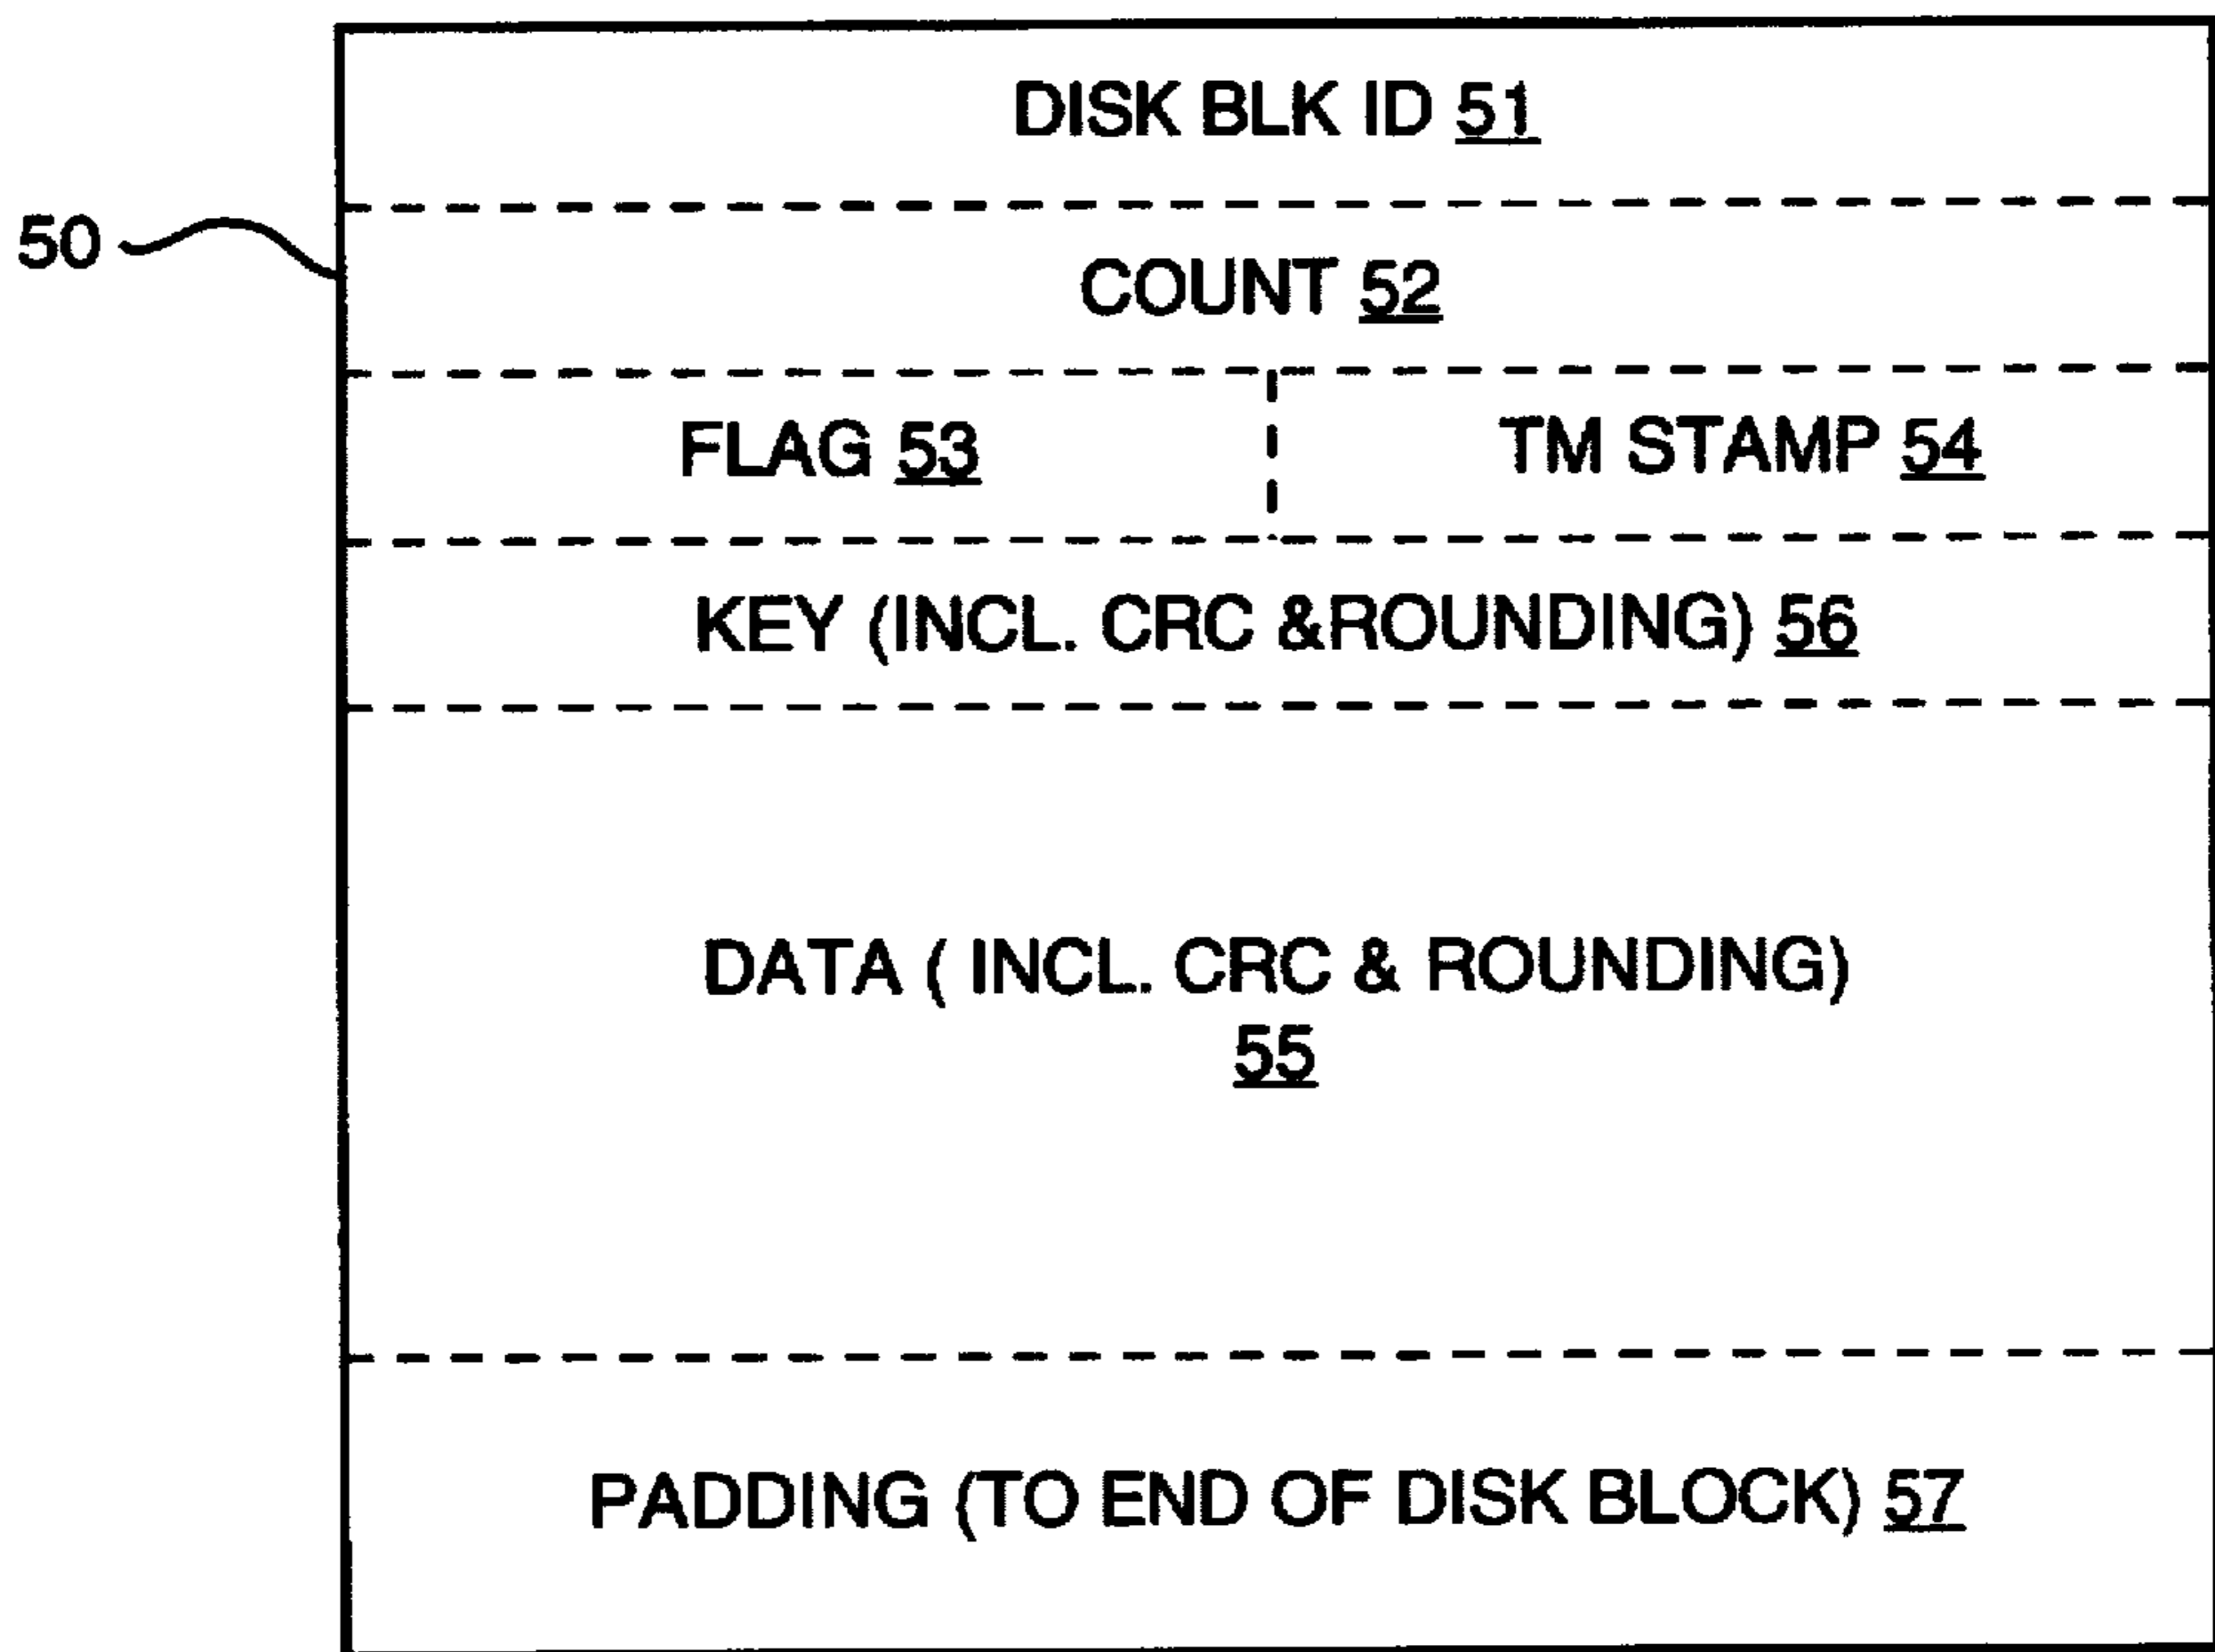 DISK BLK ID 51
50
COUNT 52
FLAG 53 TM STAMP 54
KEY (INCL. CRC &ROUNDING) 56
DATA ( INCL. CRC & ROUNDING)
55
PADDING (TO END OF DISK BLOCK) 57